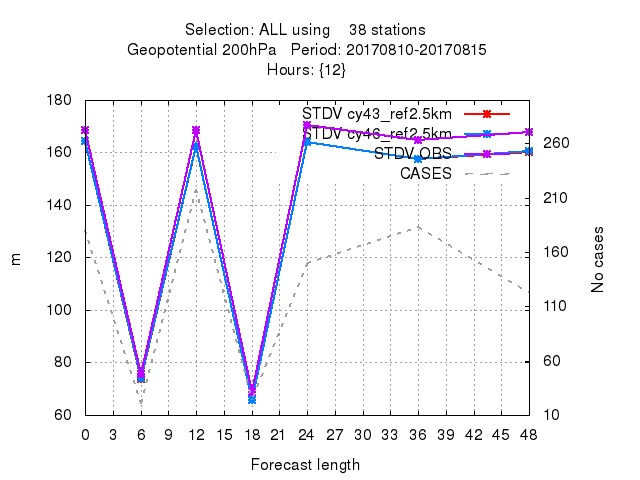 Selection: ALL using 38 stations
Geopotential 200hPa Period: 20170810-20170815
Hours: {12}
STDV cy43_ref2.5km
STDV cy46_ref2.5km
STDV OBS
CASES
180
160
140
120
100
80
60
m
260
210
160
110
60
10
No cases
0 3 6 9 12 15 18 21 24 27 30 33 36 39 42 45 48
Forecast length